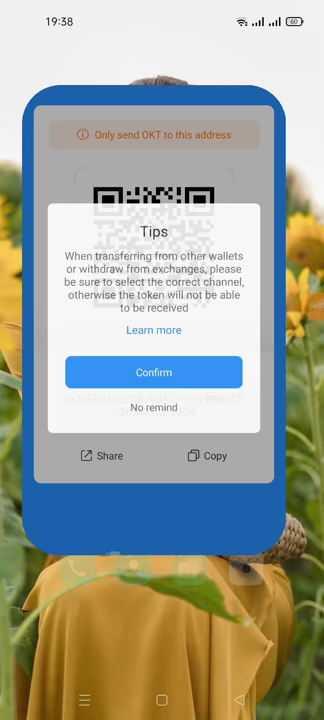 19:38
60
Only send OKT to this address
Tips
When transferring from other wallets
or withdraw from exchanges, please
be sure to select the correct channel,
otherwise the token will not be able
to be received
Learn more
Confirm
No remind
Share
Copy